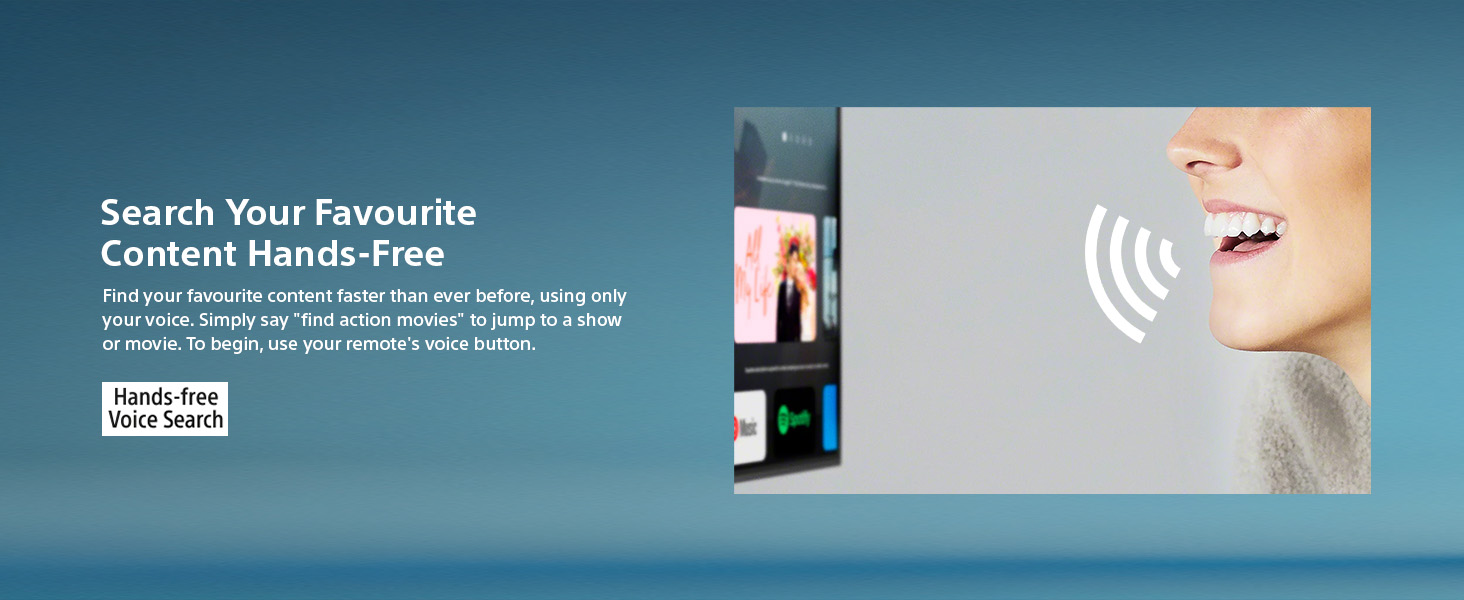 Search Your Favourite
Content Hands-Free
Find your favourite content faster than ever before, using only
your voice. Simply say "find action movies" to jump to a show
or movie. To begin, use your remote's voice button.
Hands-free
Voice Search
All
My Life
Music
Spotify